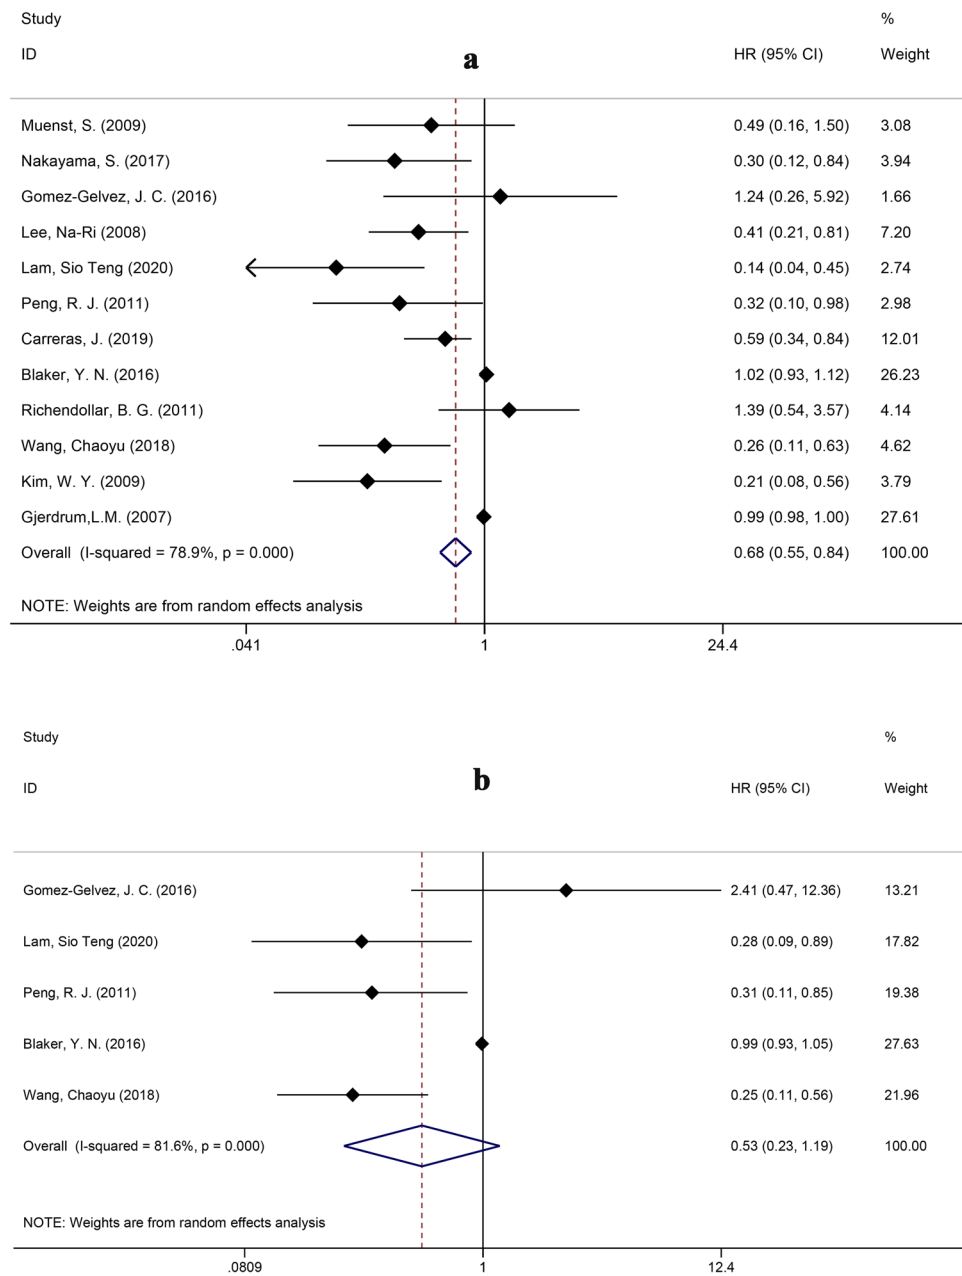 Study %
ID a HR (95% CI) Weight
Muenst, S. (2009) 0.49 (0.16, 1.50) 3.08
Nakayama, S. (2017) 0.30 (0.12, 0.84) 3.94
Gomez-Gelvez, J. C. (2016) 1.24 (0.26, 5.92) 1.66
Lee, Na-Ri (2008) 0.41 (0.21, 0.81) 7.20
Lam, Sio Teng (2020) 0.14 (0.04, 0.45) 2.74
Peng, R. J. (2011) 0.32 (0.10, 0.98) 2.98
Carreras, J. (2019) 0.59 (0.34, 0.84) 12.01
Blaker, Y. N. (2016) 1.02 (0.93, 1.12) 26.23
Richendollar, B. G. (2011) 1.39 (0.54, 3.57) 4.14
Wang, Chaoyu (2018) 0.26 (0.11, 0.63) 4.62
Kim, W. Y. (2009) 0.21 (0.08, 0.56) 3.79
Gjerdrum,L.M. (2007) 0.99 (0.98, 1.00) 27.61
Overall (I-squared = 78.9%, p = 0.000) 0.68 (0.55, 0.84) 100.00
NOTE: Weights are from random effects analysis
.041 1 24.4
Study %
ID b HR (95% CI) Weight
Gomez-Gelvez, J. C. (2016) 2.41 (0.47, 12.36) 13.21
Lam, Sio Teng (2020) 0.28 (0.09, 0.89) 17.82
Peng, R. J. (2011) 0.31 (0.11, 0.85) 19.38
Blaker, Y. N. (2016) 0.99 (0.93, 1.05) 27.63
Wang, Chaoyu (2018) 0.25 (0.11, 0.56) 21.96
Overall (I-squared = 81.6%, p = 0.000) 0.53 (0.23, 1.19) 100.00
NOTE: Weights are from random effects analysis
.0809 1 12.4